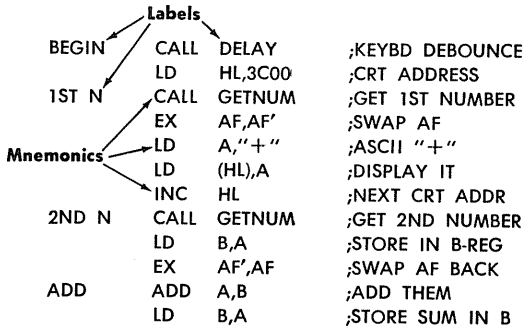 Labels
BEGIN CALL DELAY ;KEYBD DEBOUNCE
LD HL,3C00 ;CRT ADDRESS
1ST N CALL GETNUM ;GET 1ST NUMBER
EX AF,AF' ;SWAP AF
Mnemonics LD A,"+" ;ASCII "+"
LD (HL),A ;DISPLAY IT
INC HL ;NEXT CRT ADDR
2ND N CALL GETNUM ;GET 2ND NUMBER
LD B,A ;STORE IN B-REG
EX AF',AF ;SWAP AF BACK
ADD ADD A,B ;ADD THEM
LD B,A ;STORE SUM IN B